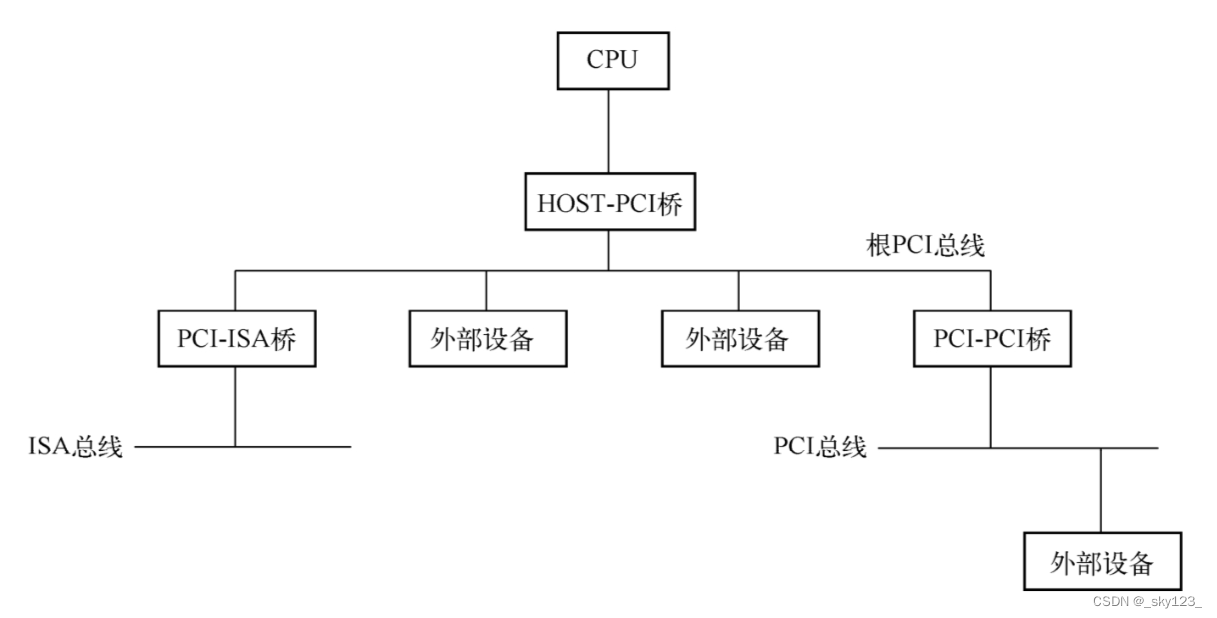 CPU
HOST-PCI桥
根PCI总线
PCI-ISA桥
外部设备
外部设备
PCI-PCI桥
ISA总线
PCI总线
外部设备
CSDN @_sky123_